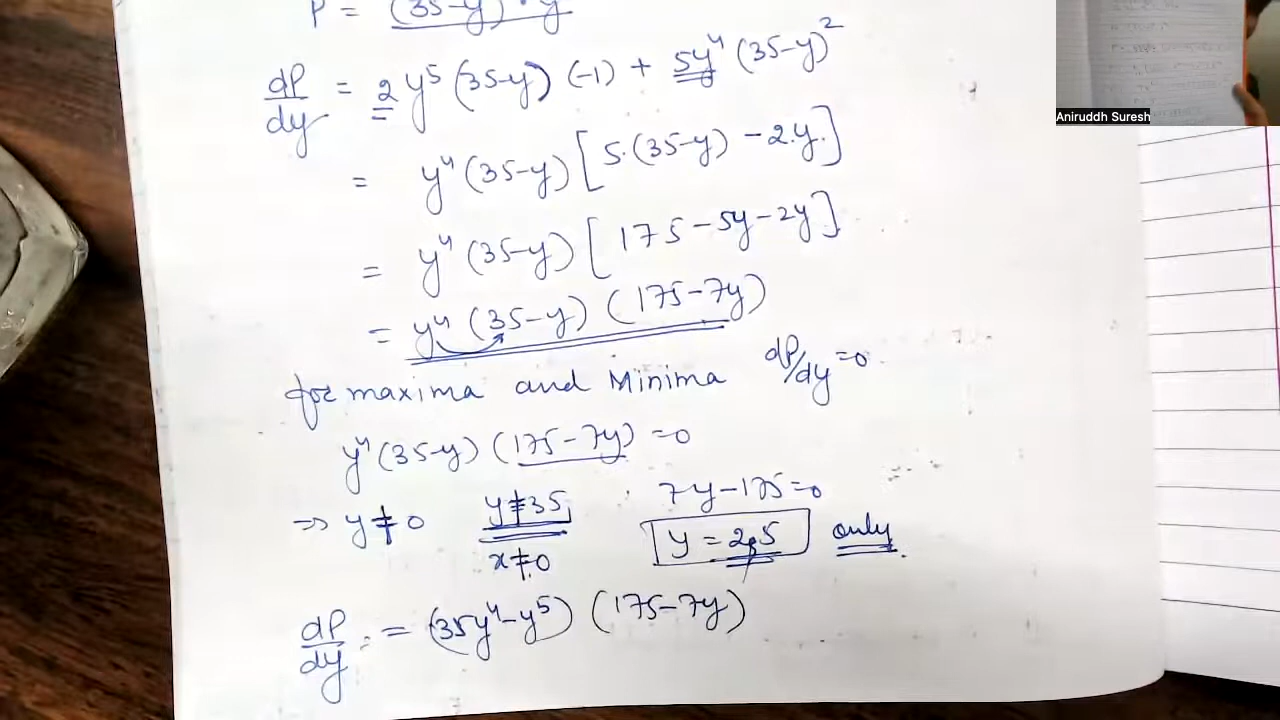 P = (35-y) · y
dP/dy = 2 y⁵ (35-y) (-1) + 5y⁴ (35-y)²
= y⁴ (35-y) [5.(35-y) - 2.y.]
= y⁴ (35-y) [175 - 5y - 2y]
= y⁴ (35-y) (175-7y)
for maxima and Minima dP/dy = 0
y⁴ (35-y) (175-7y) = 0
⇒ y ≠ 0 y ≠ 35 7y-175=0
x ≠ 0 y = 25 only
dP/dy = (35y⁴-y⁵) (175-7y)
Aniruddh Suresh